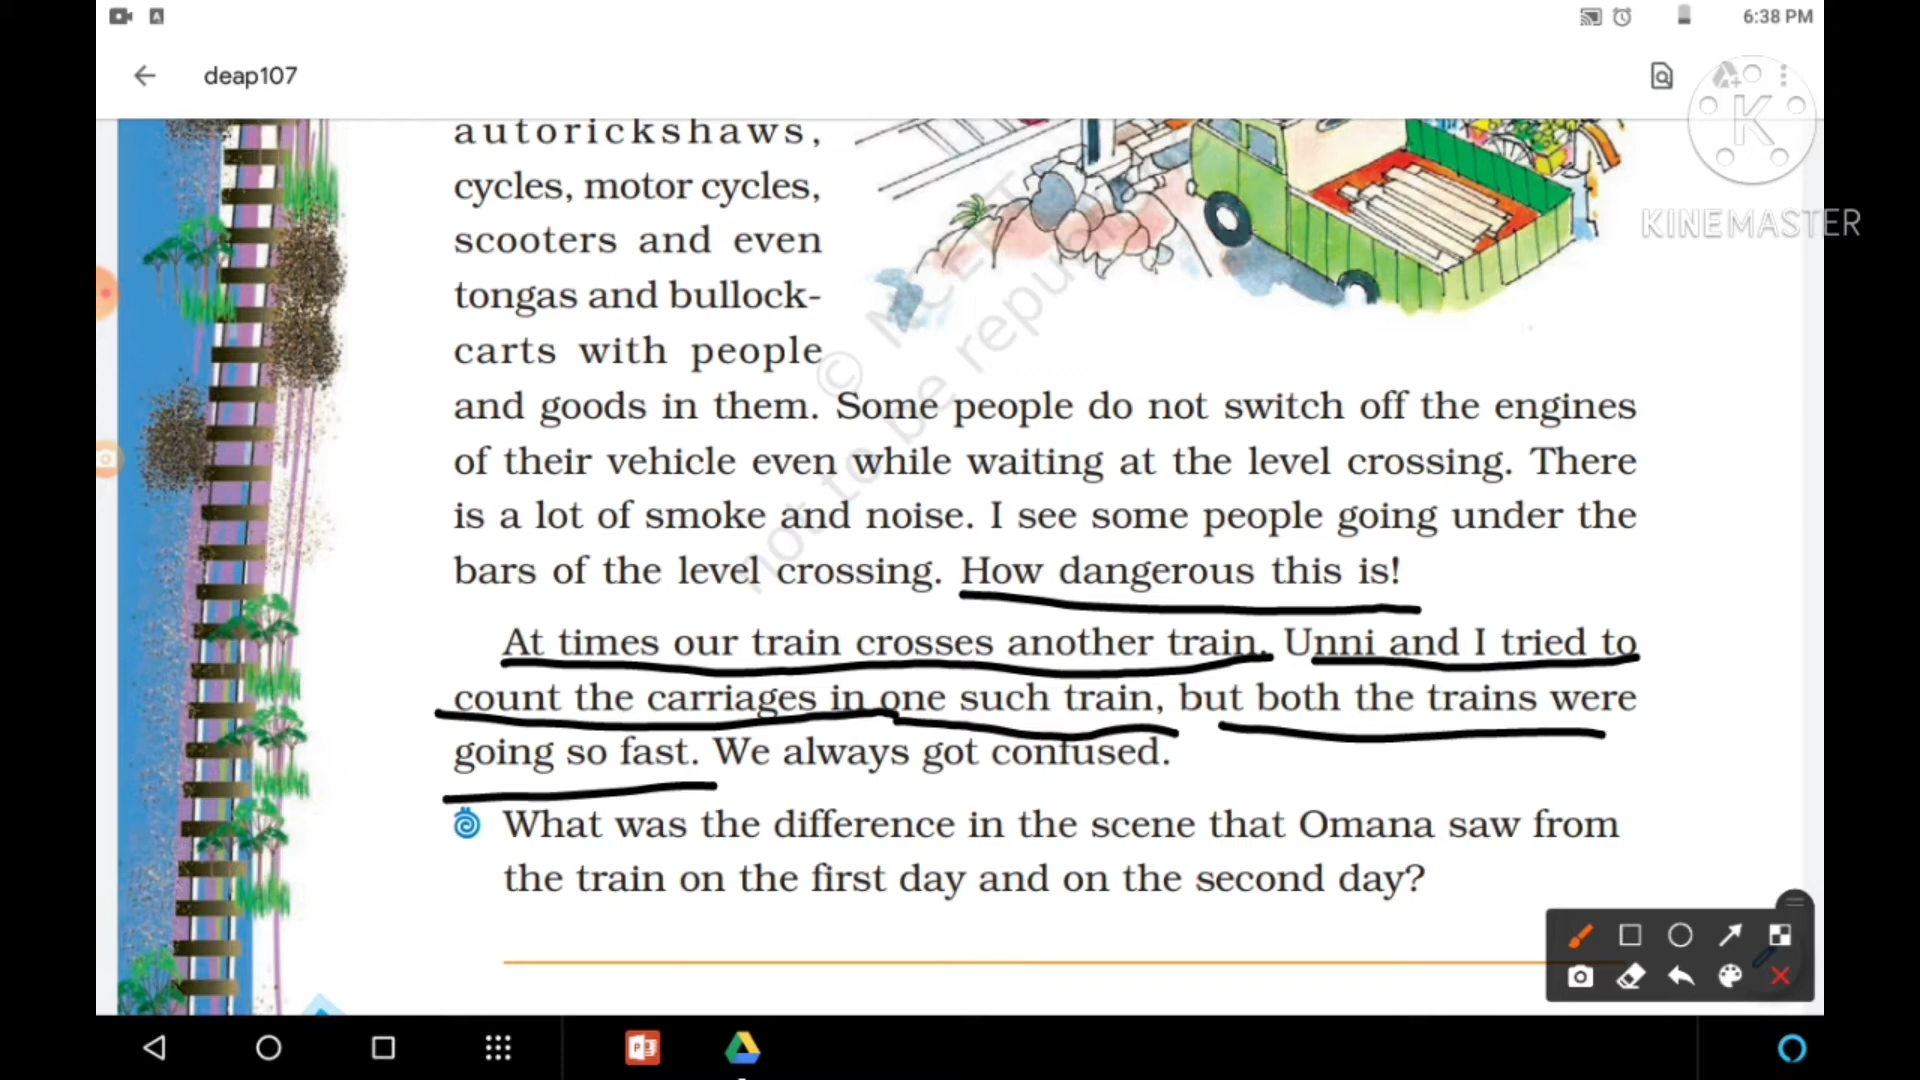 6:38 PM
deap107
KINEMASTER
autorickshaws,
cycles, motor cycles,
scooters and even
tongas and bullock-
carts with people
and goods in them. Some people do not switch off the engines
of their vehicle even while waiting at the level crossing. There
is a lot of smoke and noise. I see some people going under the
bars of the level crossing. How dangerous this is!
At times our train crosses another train. Unni and I tried to
count the carriages in one such train, but both the trains were
going so fast. We always got confused.
What was the difference in the scene that Omana saw from
the train on the first day and on the second day?
© NCERT
not to be repu